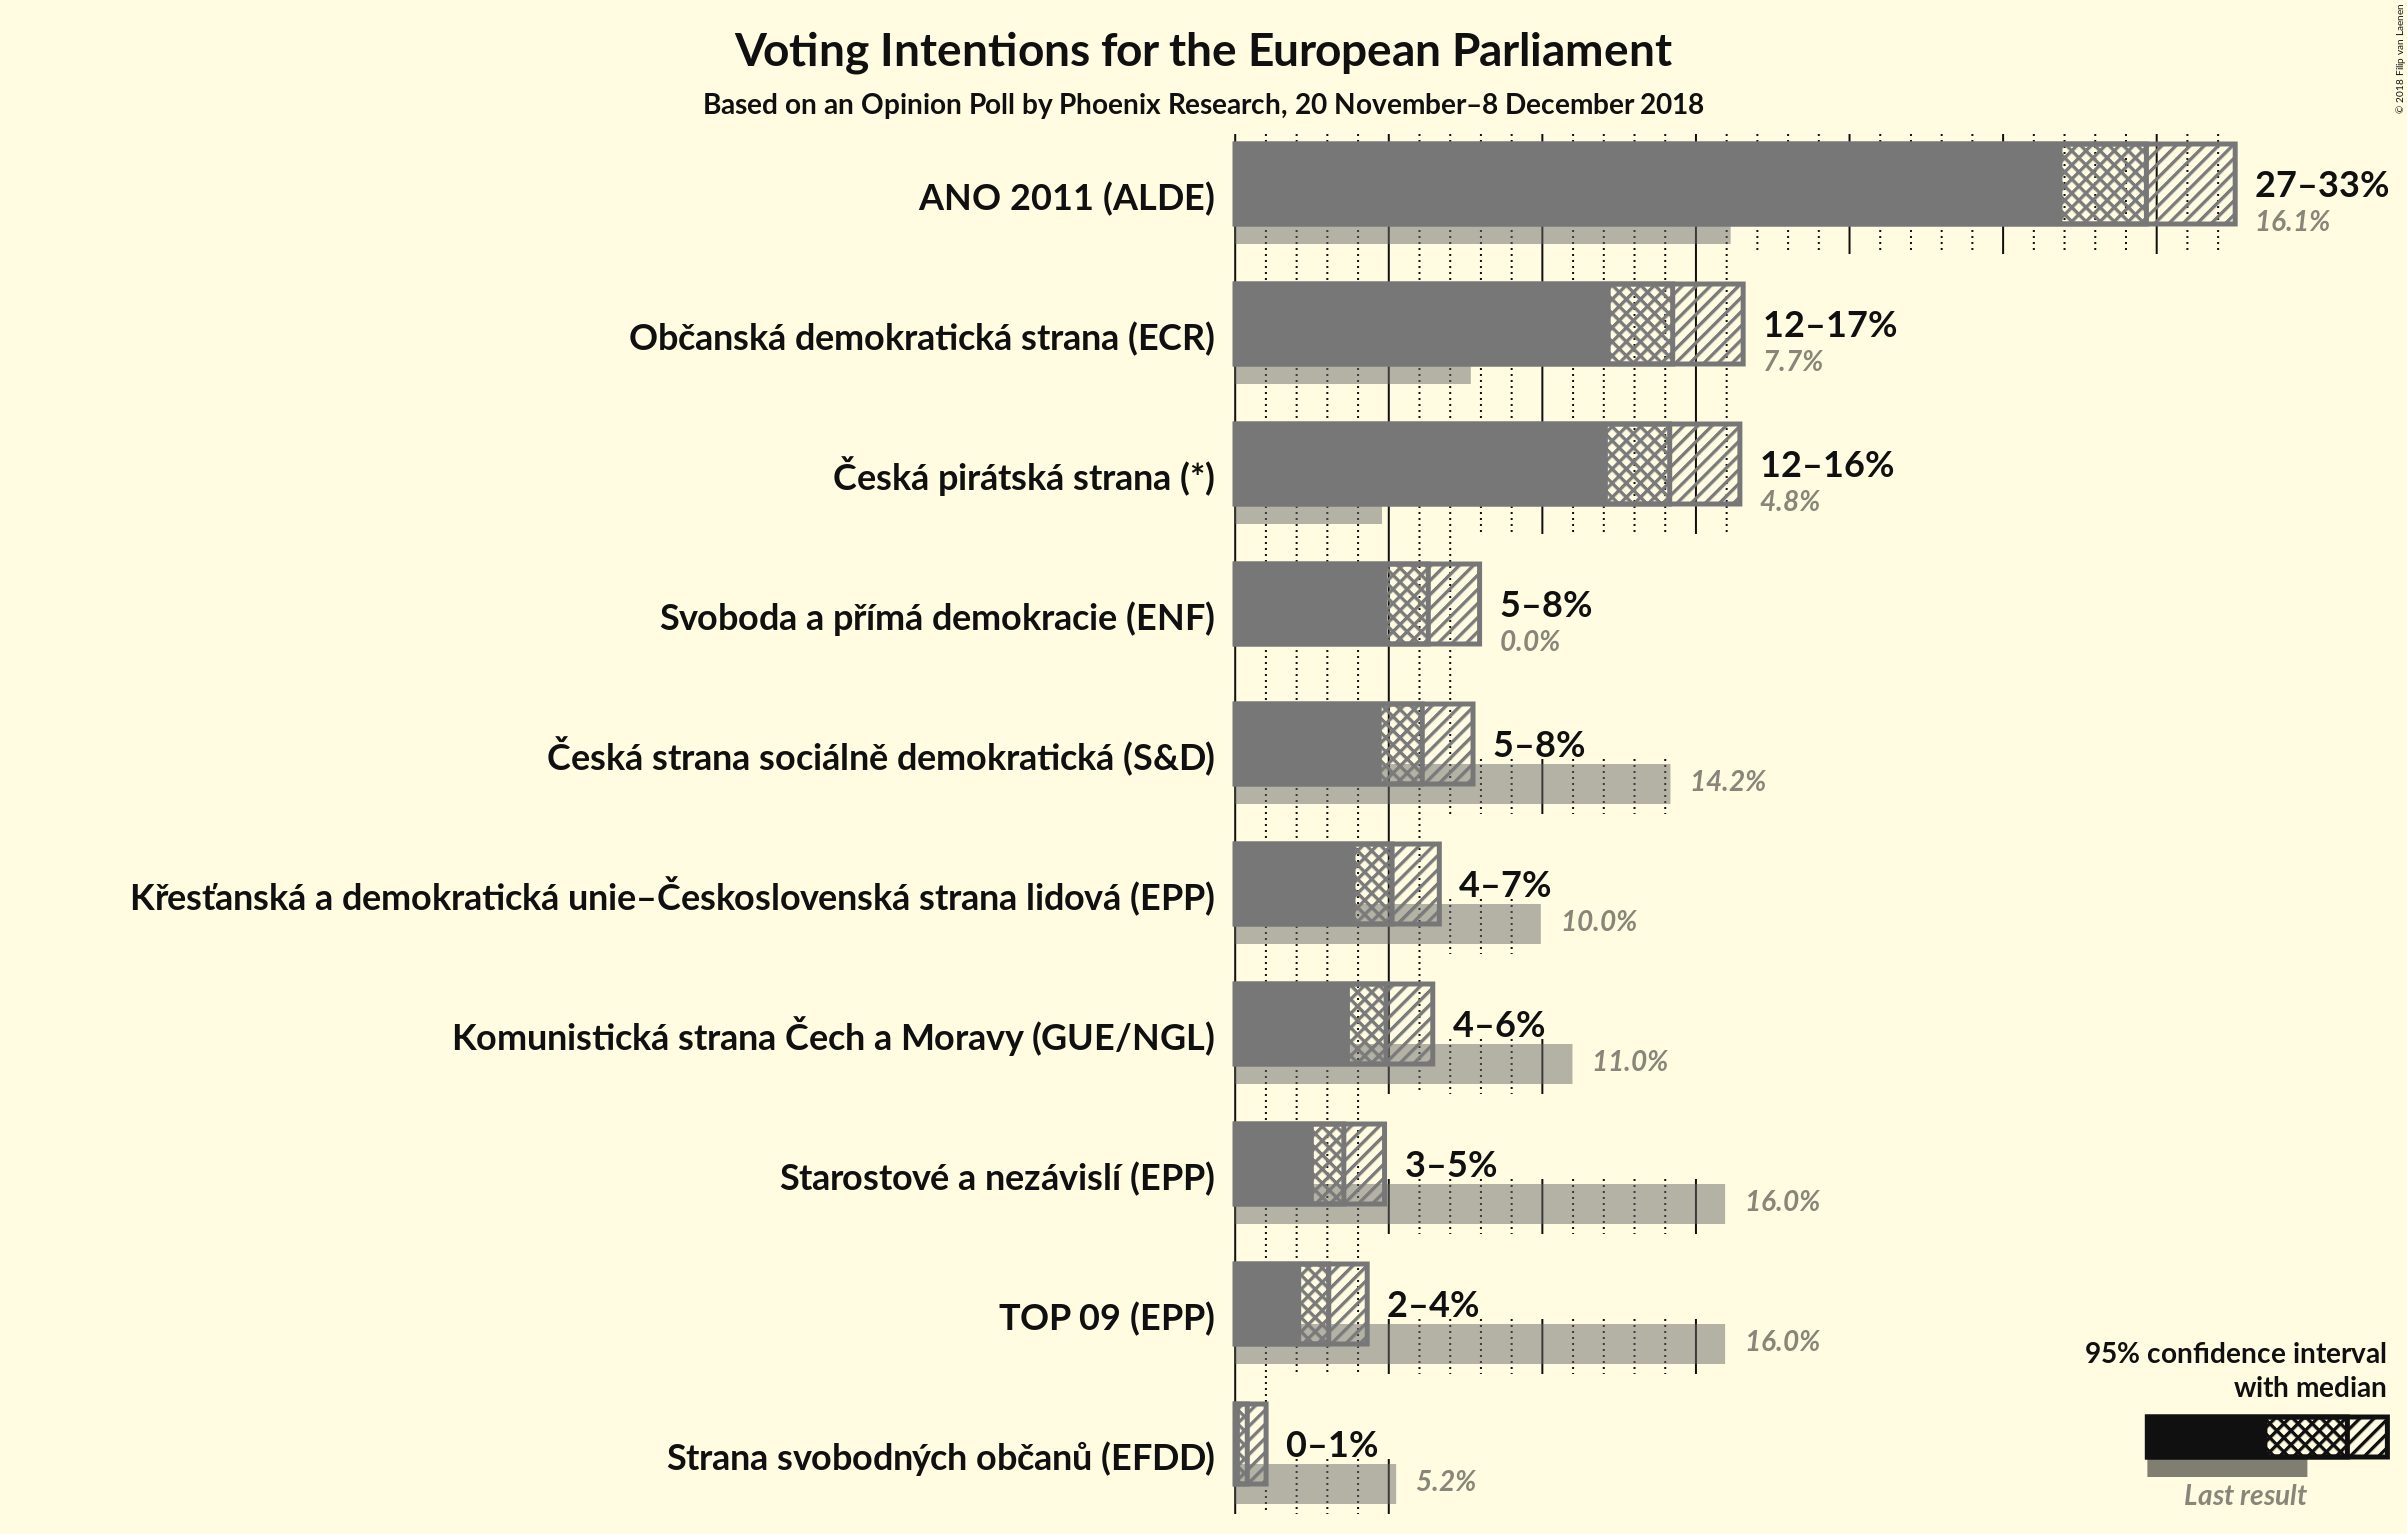 Voting Intentions for the European Parliament
Based on an Opinion Poll by Phoenix Research, 20 November–8 December 2018
© 2018 Filip van Laenen
ANO 2011 (ALDE)
27–33%
16.1%
Občanská demokratická strana (ECR)
12–17%
7.7%
Česká pirátská strana (*)
12–16%
4.8%
Svoboda a přímá demokracie (ENF)
5–8%
0.0%
Česká strana sociálně demokratická (S&D)
5–8%
14.2%
Křesťanská a demokratická unie–Československá strana lidová (EPP)
4–7%
10.0%
Komunistická strana Čech a Moravy (GUE/NGL)
4–6%
11.0%
Starostové a nezávislí (EPP)
3–5%
16.0%
TOP 09 (EPP)
2–4%
16.0%
Strana svobodných občanů (EFDD)
0–1%
5.2%
95% confidence interval
with median
Last result